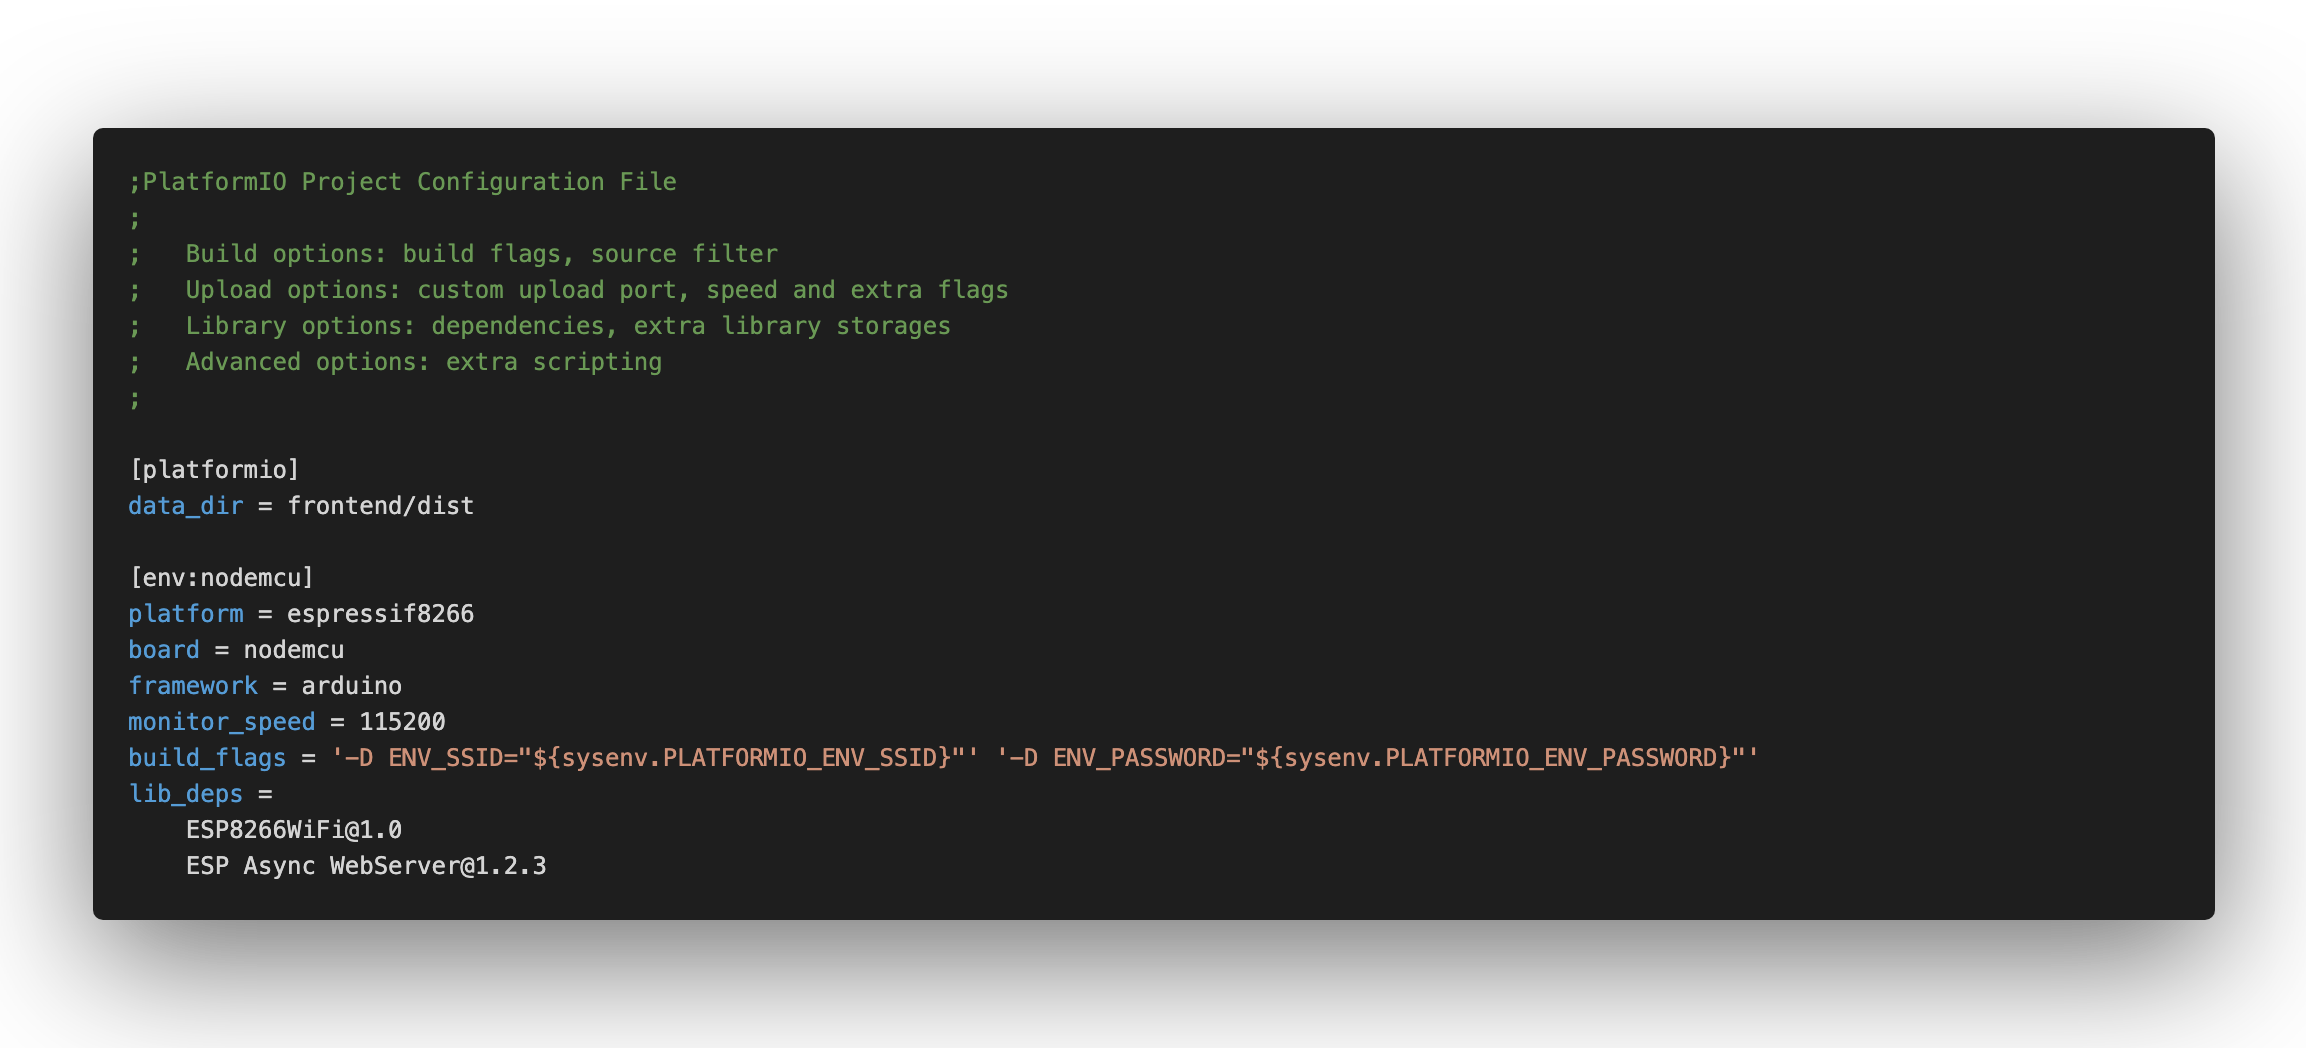 ;PlatformIO Project Configuration File
;
;   Build options: build flags, source filter
;   Upload options: custom upload port, speed and extra flags
;   Library options: dependencies, extra library storages
;   Advanced options: extra scripting
;

[platformio]
data_dir = frontend/dist

[env:nodemcu]
platform = espressif8266
board = nodemcu
framework = arduino
monitor_speed = 115200
build_flags = '-D ENV_SSID="${sysenv.PLATFORMIO_ENV_SSID}"' '-D ENV_PASSWORD="${sysenv.PLATFORMIO_ENV_PASSWORD}"'
lib_deps =
    ESP8266WiFi@1.0
    ESP Async WebServer@1.2.3